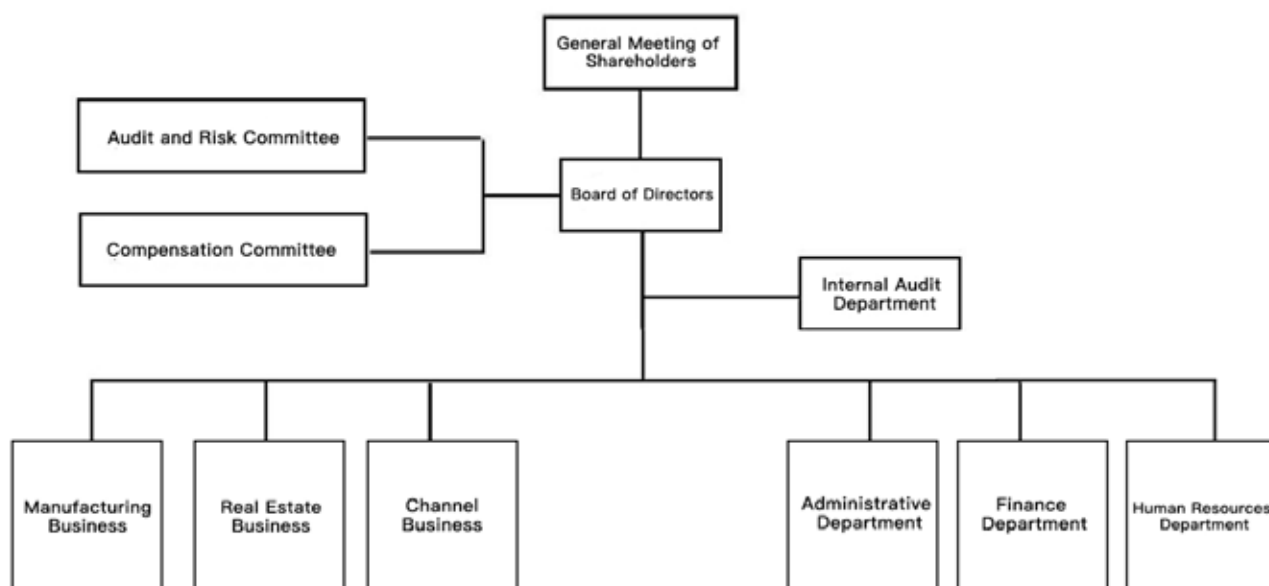 General Meeting of
Shareholders
Audit and Risk Committee
Board of Directors
Compensation Committee
Internal Audit
Department
Manufacturing
Business
Real Estate
Business
Channel
Business
Administrative
Department
Finance
Department
Human Resources
Department